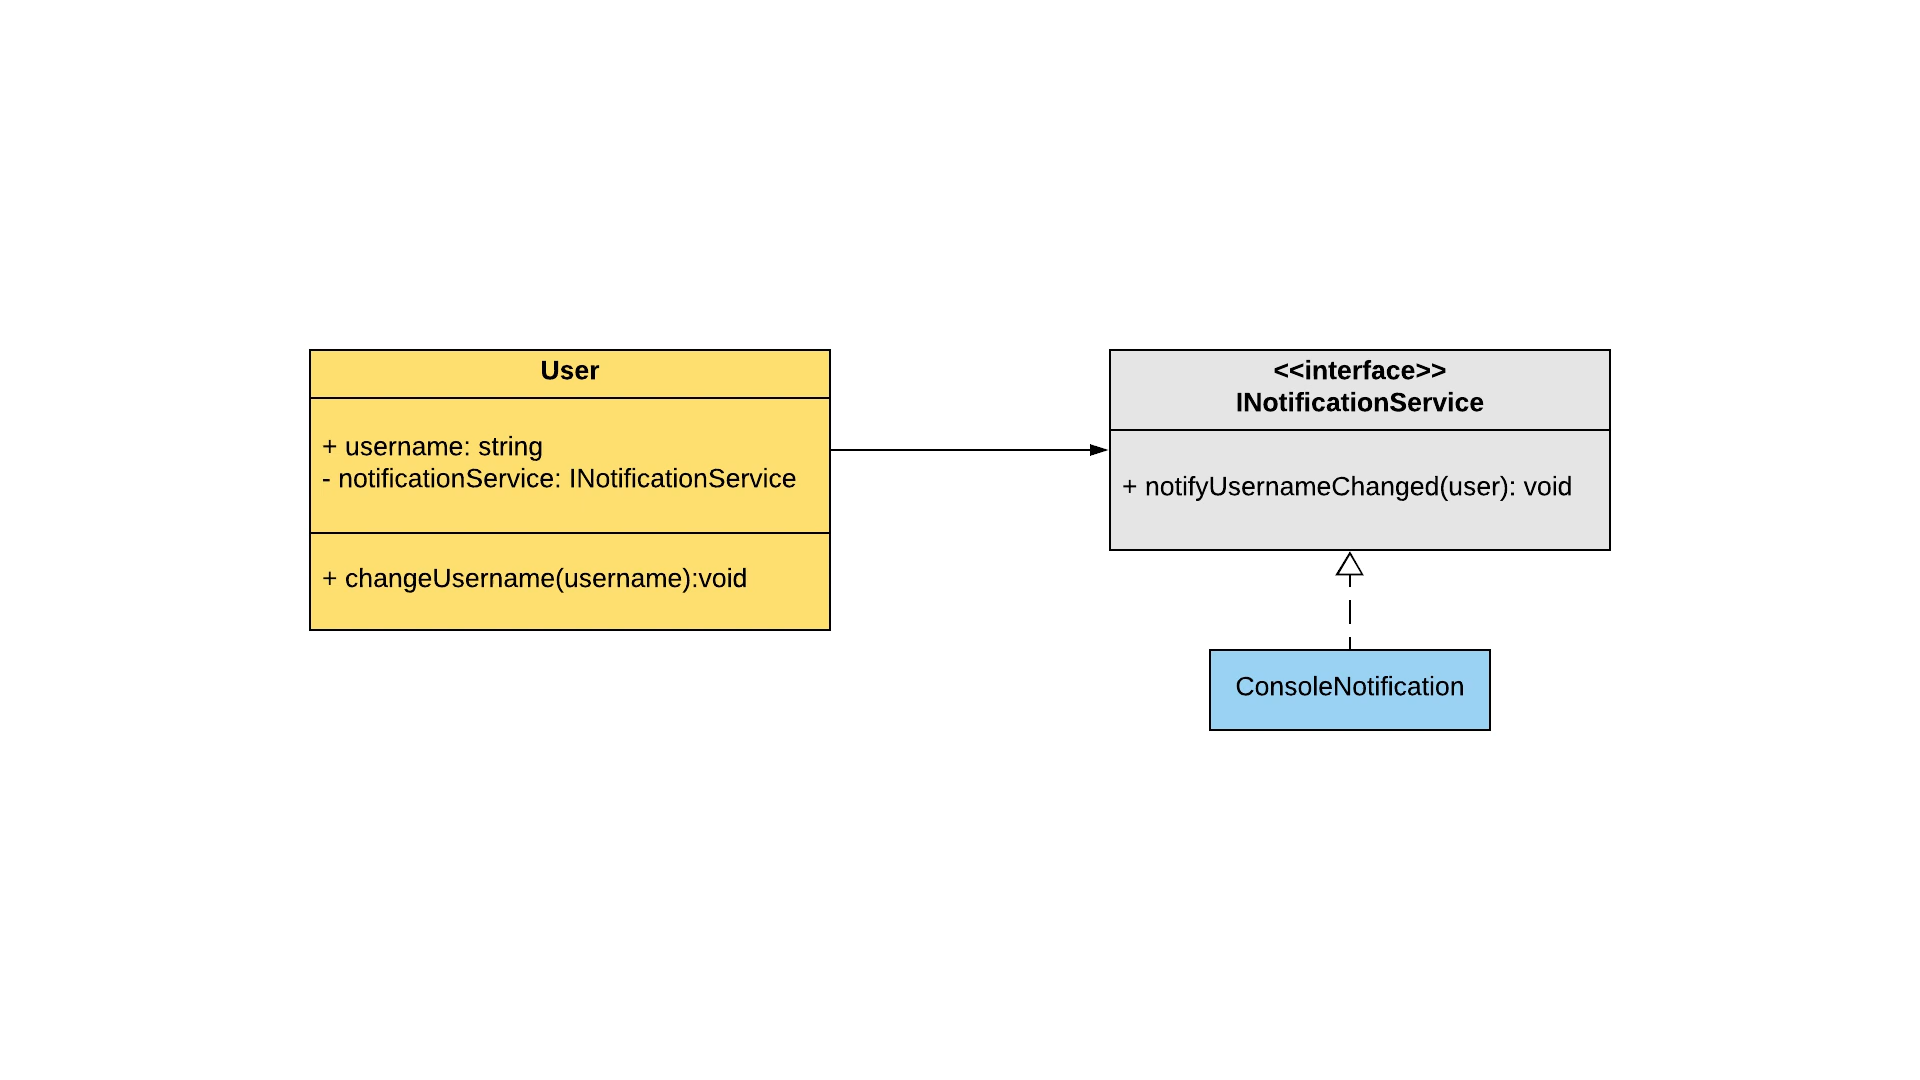 User
+ username: string
- notificationService: INotificationService
+ changeUsername(username):void
<<interface>>
INotificationService
+ notifyUsernameChanged(user): void
ConsoleNotification